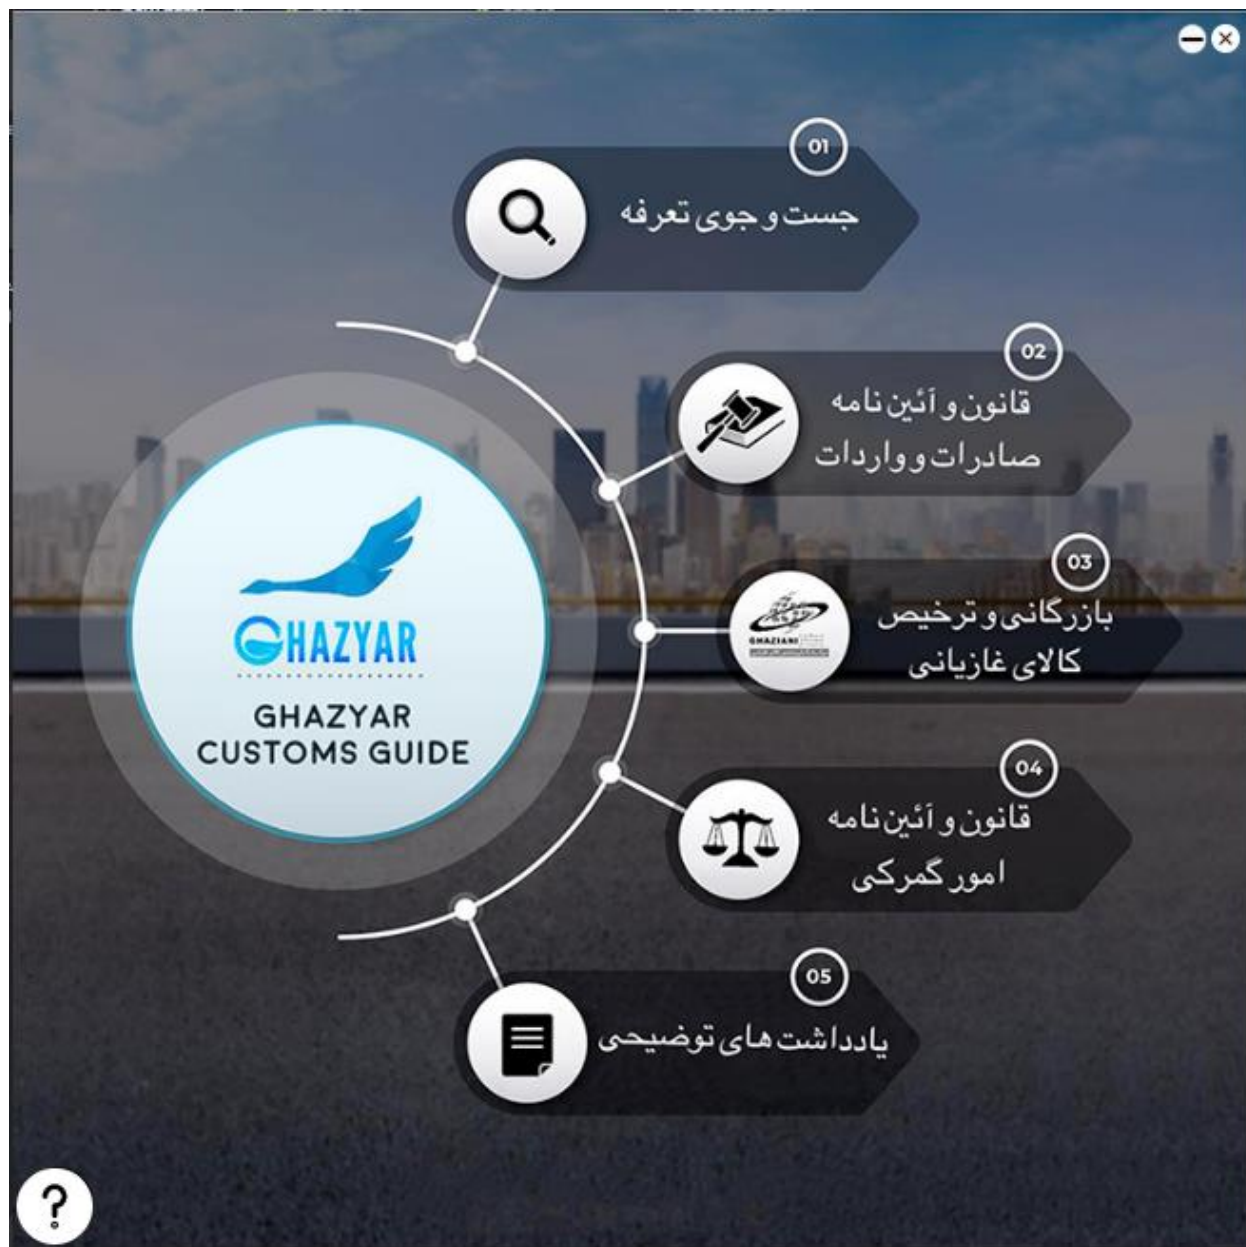 01
جست و جوی تعرفه
02
قانون و آئین نامه
صادرات و واردات
03
بازرگانی و ترخیص
کالای غازیانی
GHAZIANI
GHAZYAR
GHAZYAR
CUSTOMS GUIDE
04
قانون و آئین نامه
امور گمرکی
05
یادداشت های توضیحی
?